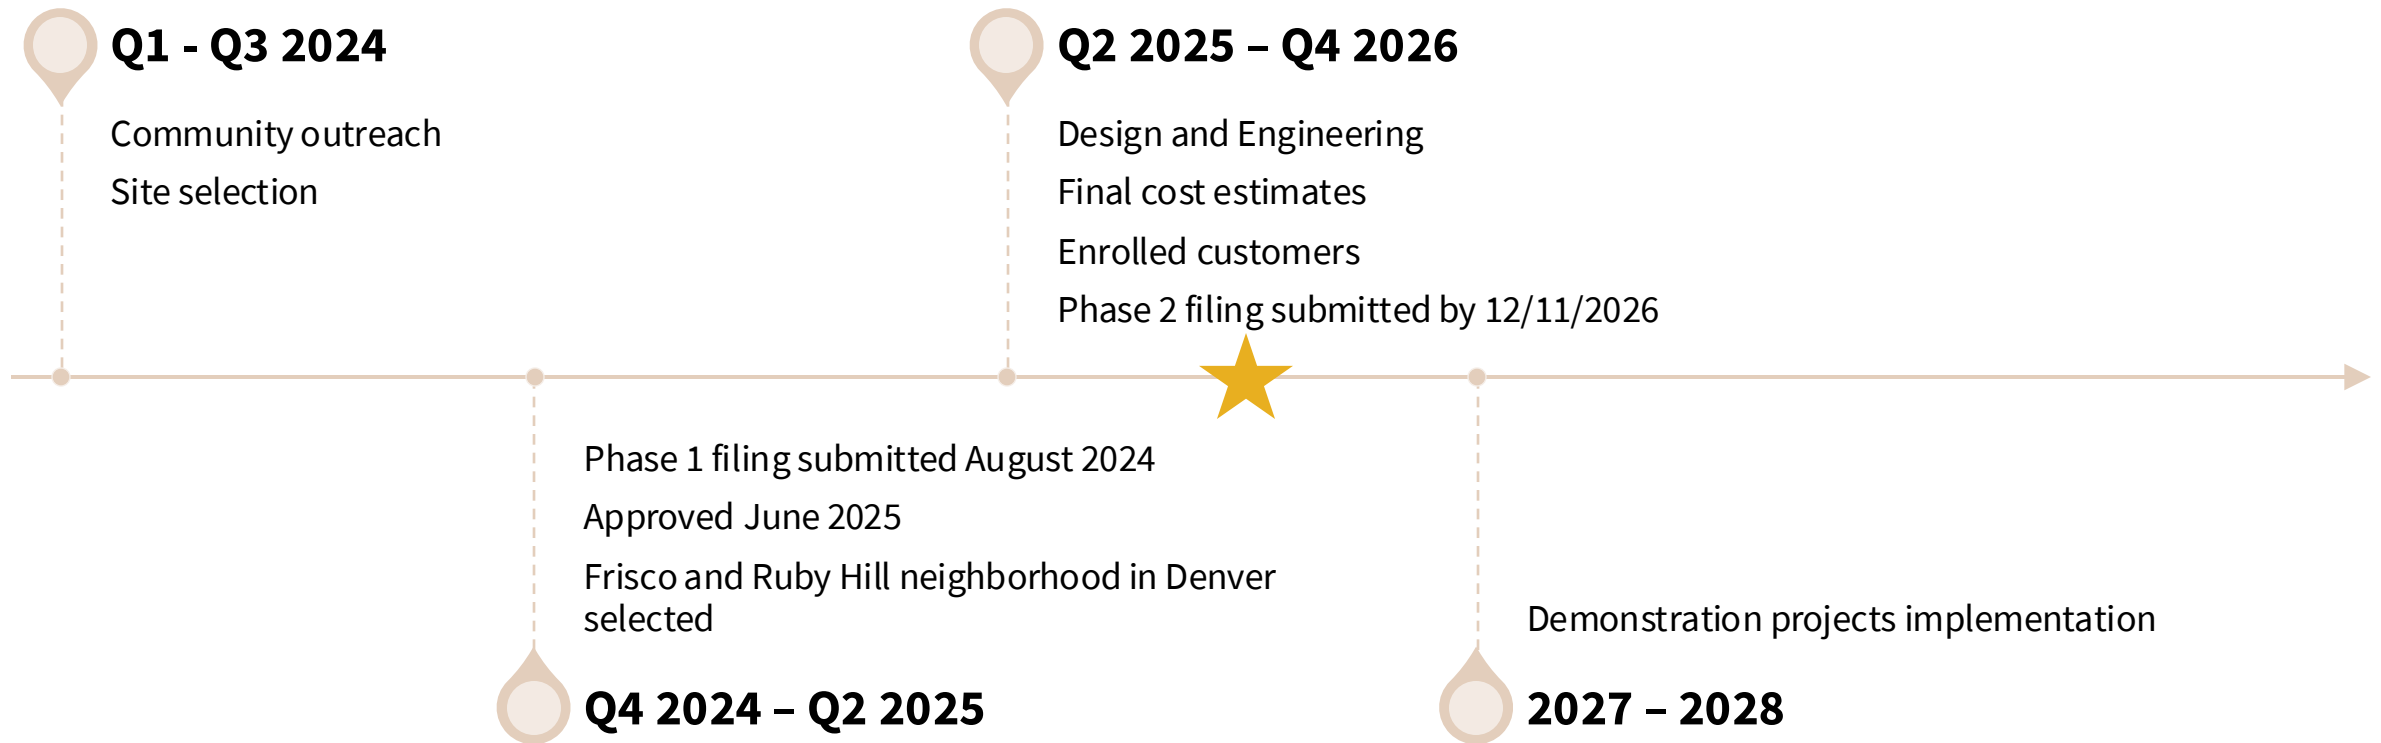 Q1 - Q3 2024
Community outreach
Site selection
Q2 2025 – Q4 2026
Design and Engineering
Final cost estimates
Enrolled customers
Phase 2 filing submitted by 12/11/2026
Phase 1 filing submitted August 2024
Approved June 2025
Frisco and Ruby Hill neighborhood in Denver
selected
Q4 2024 – Q2 2025
Demonstration projects implementation
2027 – 2028